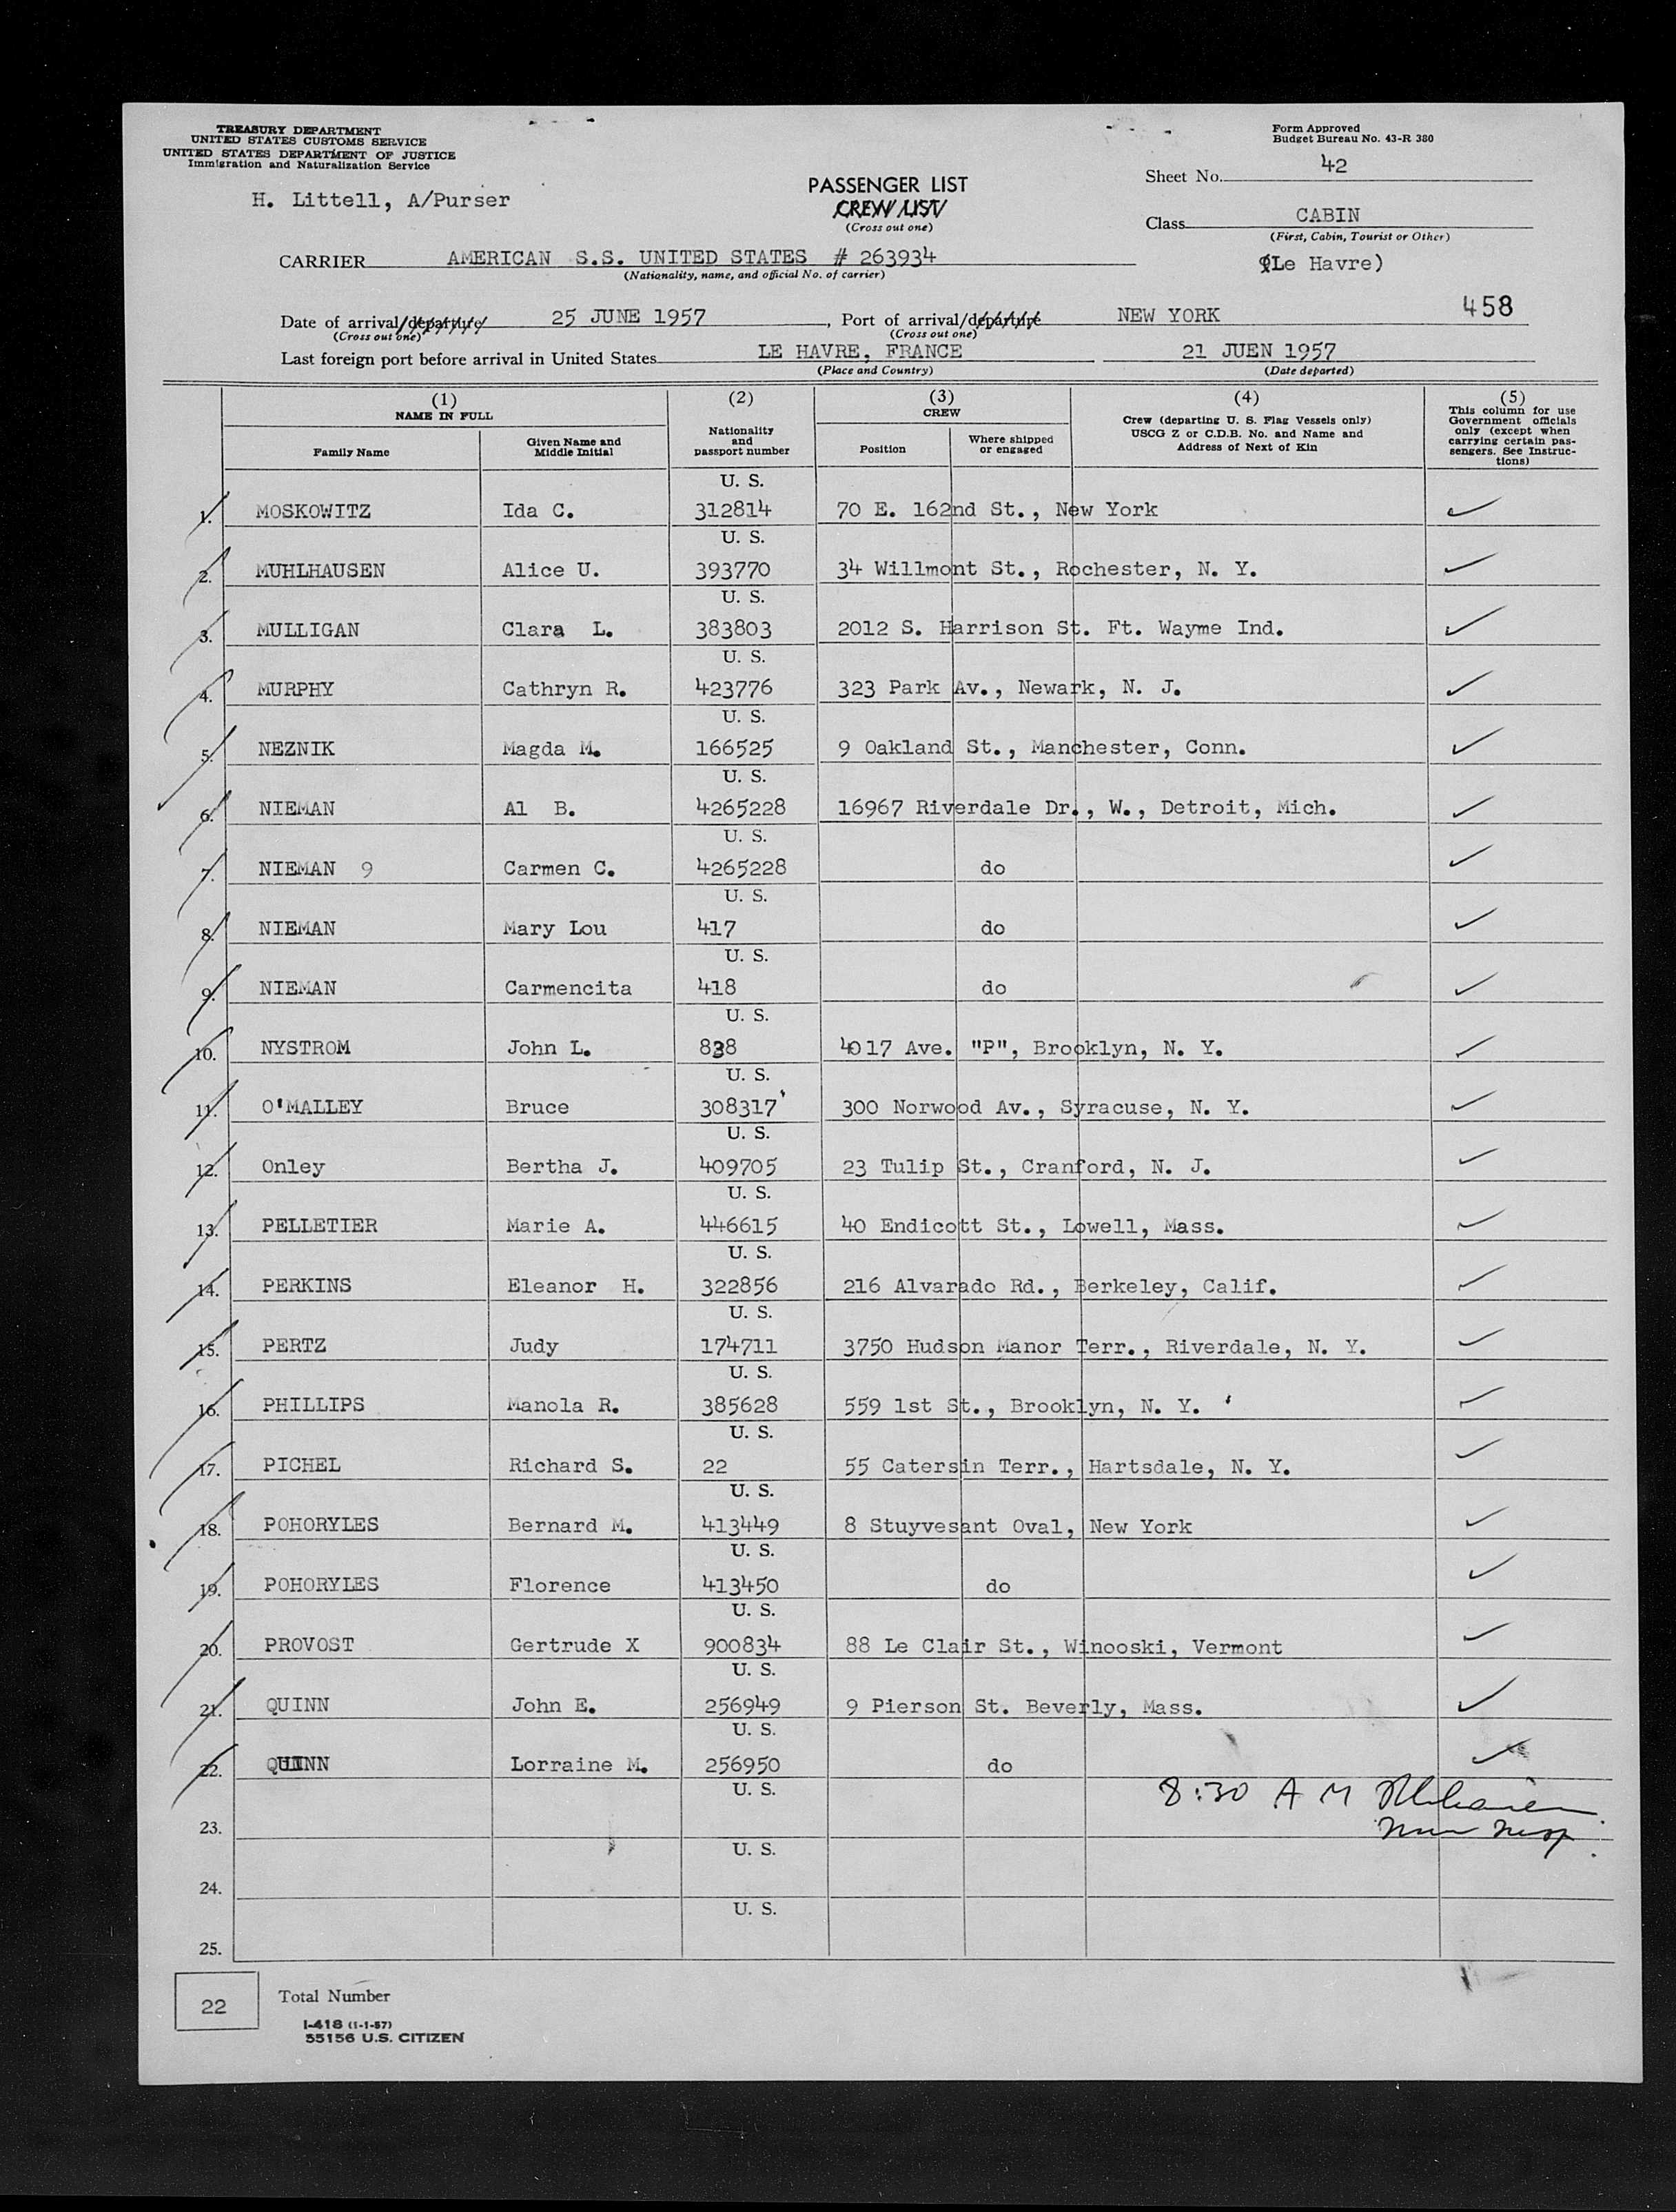 TREASURY DEPARTMENT
UNITED STATES CUSTOMS SERVICE
UNITED STATES DEPARTMENT OF JUSTICE
Immigration and Naturalization Service
H. Littell, A/Purser
Form Approved
Budget Bureau No. 43-R 380
PASSENGER LIST
CREW LIST
(Cross out one)
Sheet No. 42
Class CABIN
(First, Cabin, Tourist or Other)
(Le Havre)
CARRIER AMERICAN S.S. UNITED STATES # 263934
(Nationality, name, and official No. of carrier)
458
Date of arrival/departure 25 JUNE 1957, Port of arrival/departure NEW YORK
(Cross out one) (Cross out one)
Last foreign port before arrival in United States LE HAVRE, FRANCE 21 JUEN 1957
(Place and Country) (Date departed)
(1) NAME IN FULL
Family Name
Given Name and Middle Initial
(2) Nationality and passport number
(3) CREW
Position
Where shipped or engaged
(4) Crew (departing U. S. Flag Vessels only) USCG Z or C.D.B. No. and Name and Address of Next of Kin
(5) This column for use Government officials only (except when carrying certain passengers. See Instructions)
U. S.
1. MOSKOWITZ Ida C. 312814 70 E. 162nd St., New York
U. S.
2. MUHLHAUSEN Alice U. 393770 34 Willmont St., Rochester, N. Y.
U. S.
3. MULLIGAN Clara L. 383803 2012 S. Harrison St. Ft. Wayme Ind.
U. S.
4. MURPHY Cathryn R. 423776 323 Park Av., Newark, N. J.
U. S.
5. NEZNIK Magda M. 166525 9 Oakland St., Manchester, Conn.
U. S.
6. NIEMAN Al B. 4265228 16967 Riverdale Dr., W., Detroit, Mich.
U. S.
7. NIEMAN 9 Carmen C. 4265228 do
U. S.
8. NIEMAN Mary Lou 417 do
U. S.
9. NIEMAN Carmencita 418 do
U. S.
10. NYSTROM John L. 838 4017 Ave. "P", Brooklyn, N. Y.
U. S.
11. O'MALLEY Bruce 308317 300 Norwood Av., Syracuse, N. Y.
U. S.
12. Onley Bertha J. 409705 23 Tulip St., Cranford, N. J.
U. S.
13. PELLETIER Marie A. 446615 40 Endicott St., Lowell, Mass.
U. S.
14. PERKINS Eleanor H. 322856 216 Alvarado Rd., Berkeley, Calif.
U. S.
15. PERTZ Judy 174711 3750 Hudson Manor Terr., Riverdale, N. Y.
U. S.
16. PHILLIPS Manola R. 385628 559 1st St., Brooklyn, N. Y.
U. S.
17. PICHEL Richard S. 22 55 Catersin Terr., Hartsdale, N. Y.
U. S.
18. POHORYLES Bernard M. 413449 8 Stuyvesant Oval, New York
U. S.
19. POHORYLES Florence 413450 do
U. S.
20. PROVOST Gertrude X 900834 88 Le Clair St., Winooski, Vermont
U. S.
21. QUINN John E. 256949 9 Pierson St. Beverly, Mass.
U. S.
22. QUINN Lorraine M. 256950 do
U. S.
8:30 A M
23.
U. S.
24.
U. S.
25.
22 Total Number
I-418 (1-1-57)
55156 U.S. CITIZEN